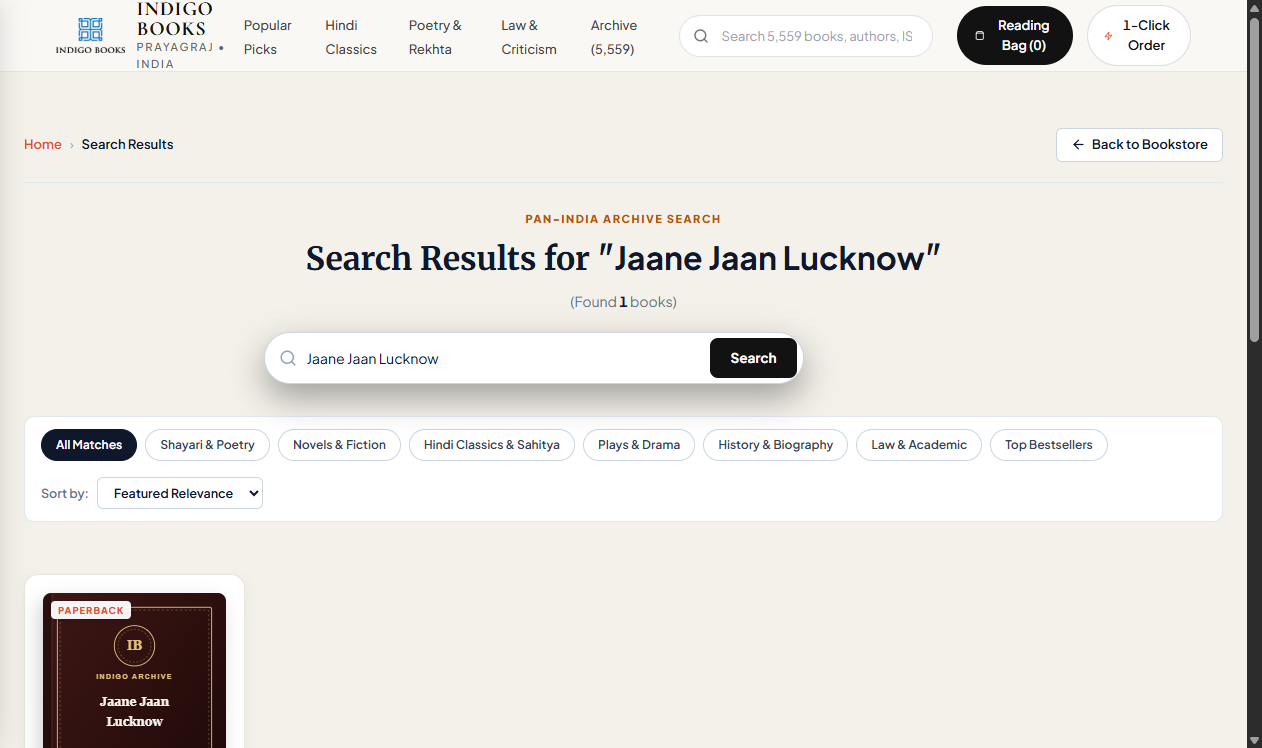 INDIGO BOOKS
INDIGO
BOOKS
PRAYAGRAJ •
INDIA
Popular
Picks
Hindi
Classics
Poetry &
Rekhta
Law &
Criticism
Archive
(5,559)
Search 5,559 books, authors, IS
Reading
Bag (0)
1-Click
Order
Home › Search Results
← Back to Bookstore
PAN-INDIA ARCHIVE SEARCH
Search Results for "Jaane Jaan Lucknow"
(Found 1 books)
Jaane Jaan Lucknow
Search
All Matches
Shayari & Poetry
Novels & Fiction
Hindi Classics & Sahitya
Plays & Drama
History & Biography
Law & Academic
Top Bestsellers
Sort by:
Featured Relevance
PAPERBACK
IB
INDIGO ARCHIVE
Jaane Jaan
Lucknow